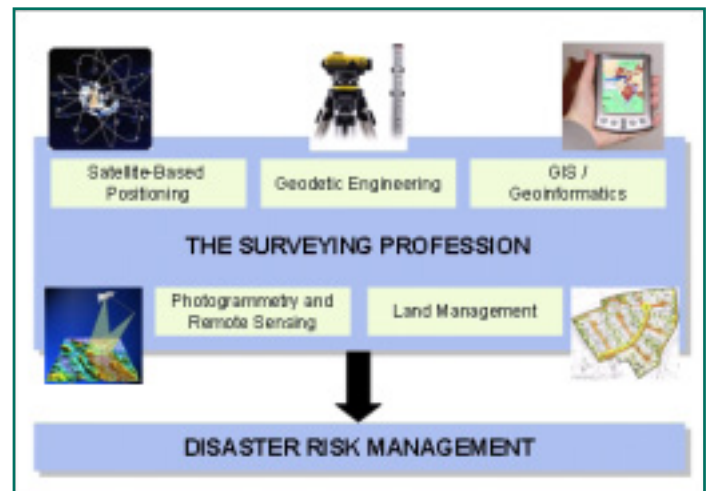 Satellite-Based
Positioning
Geodetic Engineering
GIS /
Geoinformatics
THE SURVEYING PROFESSION
Photogrammetry and
Remote Sensing
Land Management
DISASTER RISK MANAGEMENT